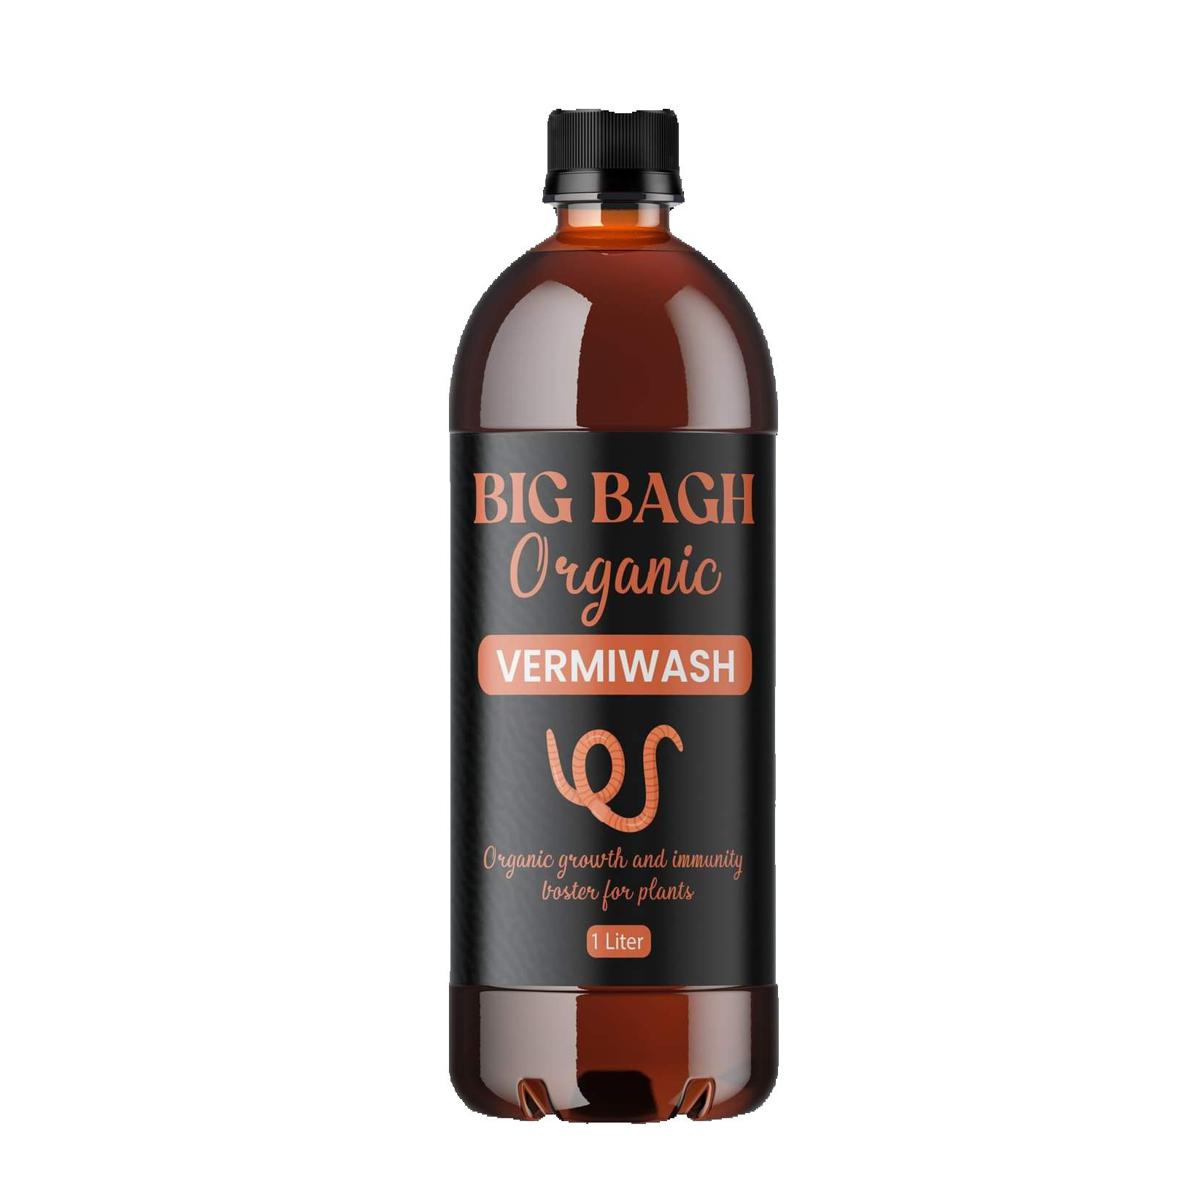 BIG BAGH
Organic
VERMIWASH
Organic growth and immunity
boster for plants
1 Liter